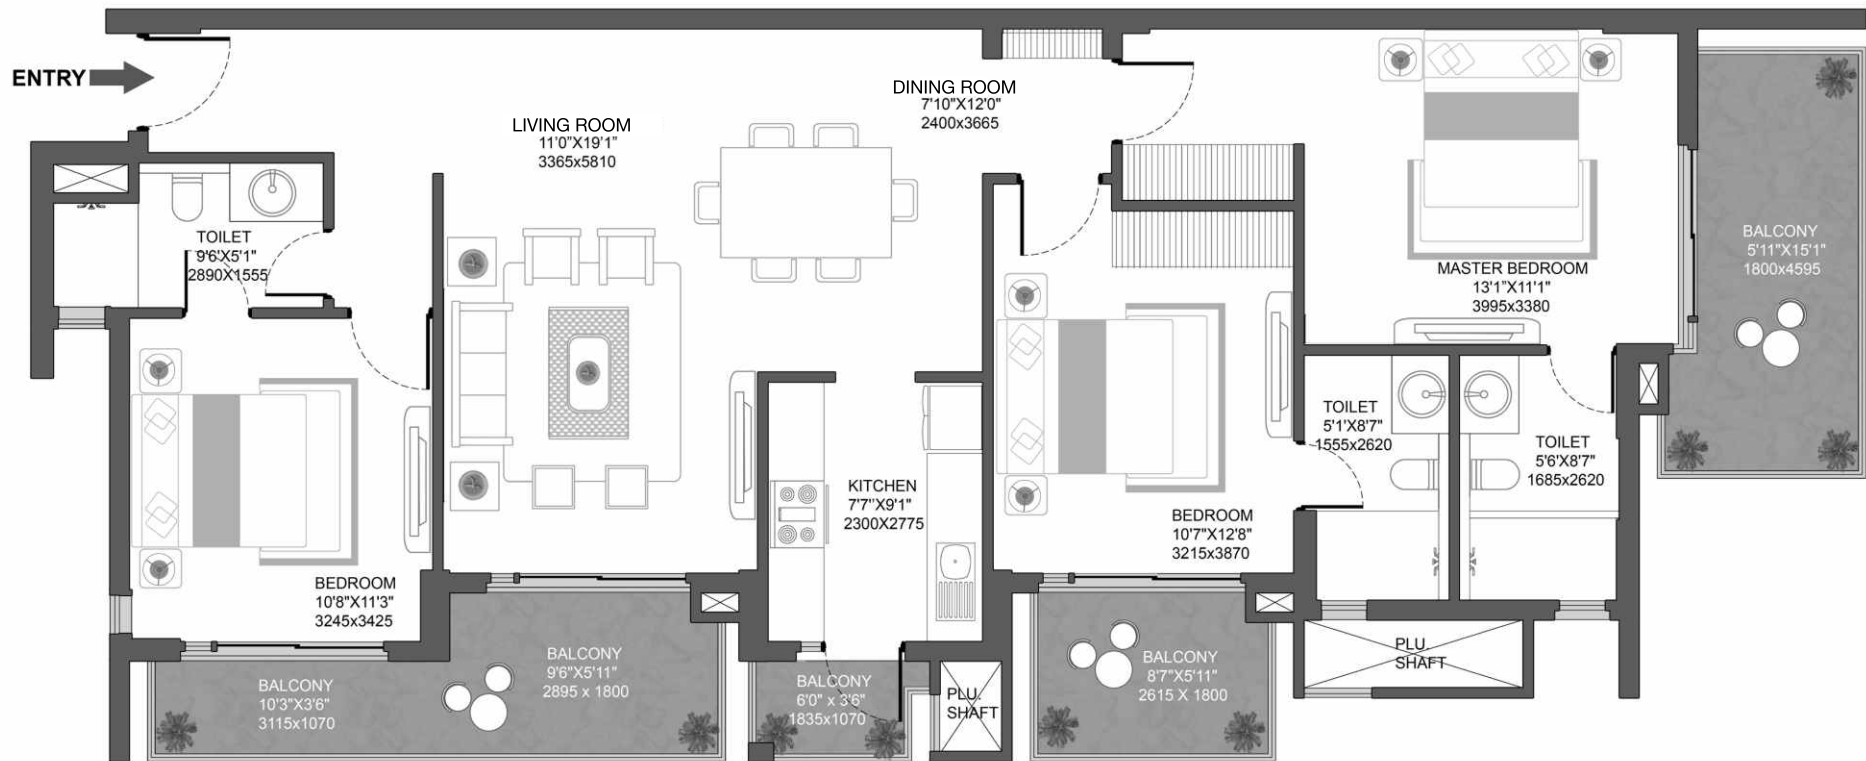 ENTRY
LIVING ROOM
11'0"X19'1"
3365x5810
DINING ROOM
7'10"X12'0"
2400x3665
TOILET
9'6'X5'1"
2890X1555
MASTER BEDROOM
13'1"X11'1"
3995x3380
BALCONY
5'11"X15'1"
1800x4595
BEDROOM
10'8"X11'3"
3245x3425
KITCHEN
7'7"X9'1"
2300X2775
BEDROOM
10'7"X12'8"
3215x3870
TOILET
5'1'X8'7"
1555x2620
TOILET
5'6'X8'7"
1685x2620
BALCONY
10'3"X3'6"
3115x1070
BALCONY
9'6"X5'11"
2895 x 1800
BALCONY
6'0" x 3'6"
1835x1070
PLU.
SHAFT
BALCONY
8'7"X5'11"
2615 X 1800
PLU.
SHAFT